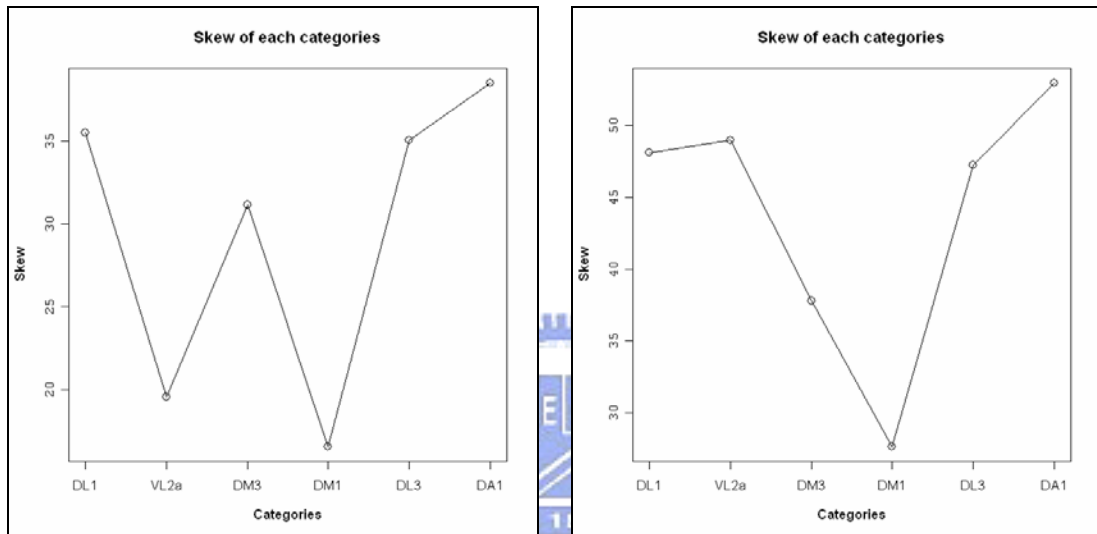 Skew of each categories
35
30
25
20
Skew
DL1 VL2a DM3 DM1 DL3 DA1
Categories
Skew of each categories
50
45
40
35
30
Skew
DL1 VL2a DM3 DM1 DL3 DA1
Categories
E